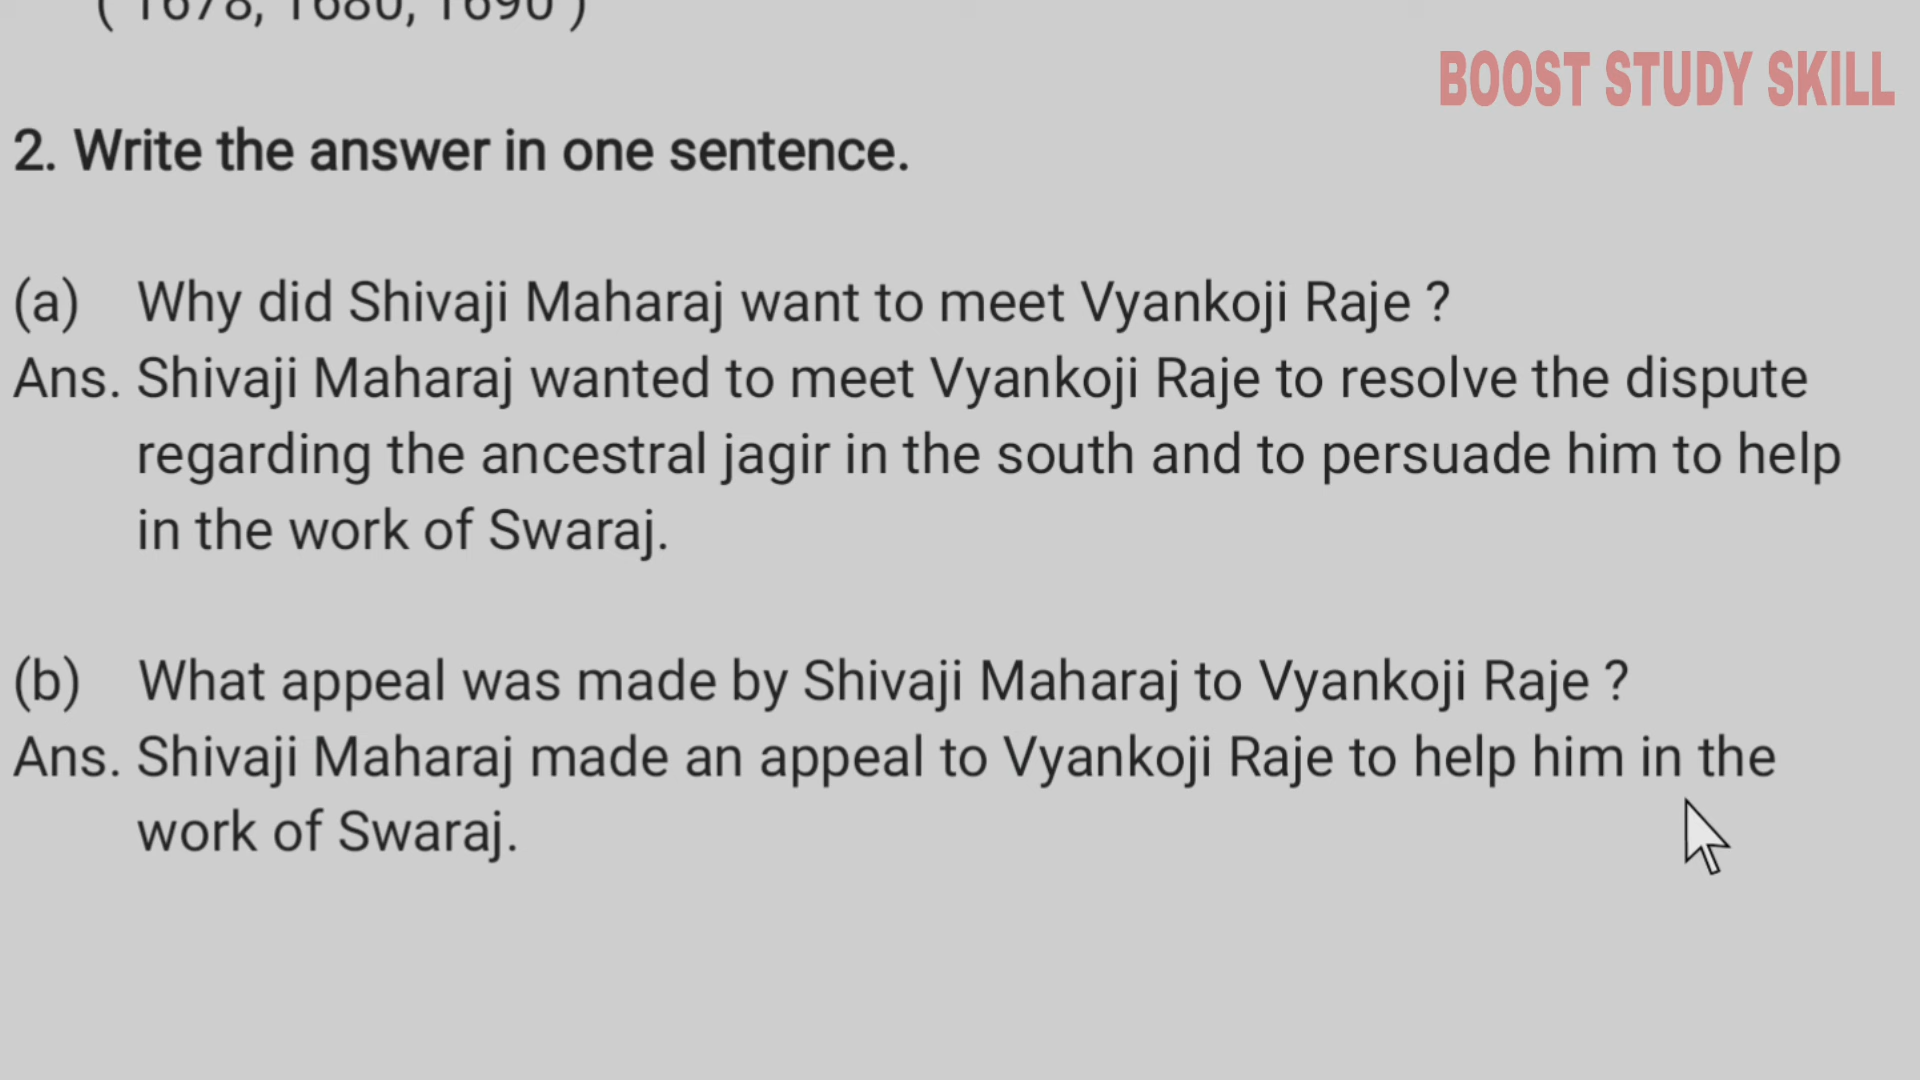 ( 1678, 1680, 1690 )
BOOST STUDY SKILL
2. Write the answer in one sentence.
(a) Why did Shivaji Maharaj want to meet Vyankoji Raje ?
Ans. Shivaji Maharaj wanted to meet Vyankoji Raje to resolve the dispute
regarding the ancestral jagir in the south and to persuade him to help
in the work of Swaraj.
(b) What appeal was made by Shivaji Maharaj to Vyankoji Raje ?
Ans. Shivaji Maharaj made an appeal to Vyankoji Raje to help him in the
work of Swaraj.